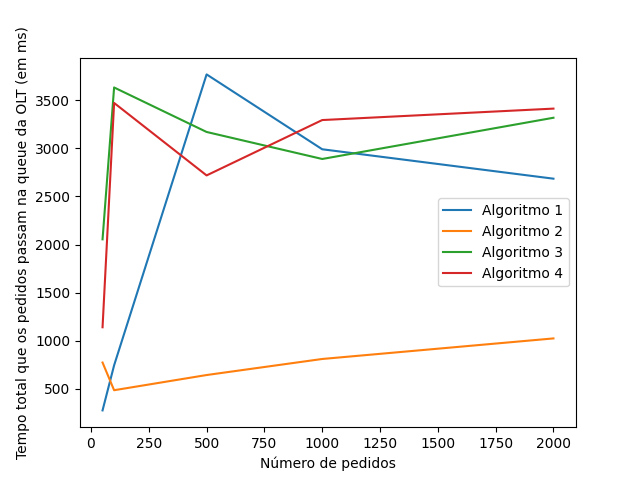 Tempo total que os pedidos passam na queue da OLT (em ms)
3500
3000
2500
2000
1500
1000
500
Algoritmo 1
Algoritmo 2
Algoritmo 3
Algoritmo 4
0 250 500 750 1000 1250 1500 1750 2000
Número de pedidos